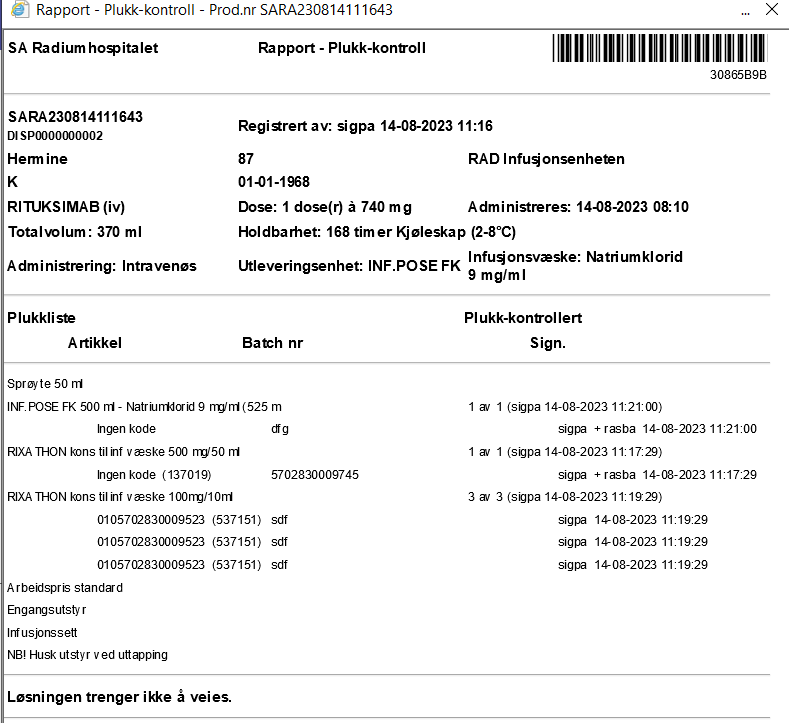 Rapport - Plukk-kontroll - Prod.nr SARA230814111643
SA Radiumhospitalet Rapport - Plukk-kontroll
30865B9B
SARA230814111643
DISP0000000002
Registrert av: sigpa 14-08-2023 11:16
Hermine 87 RAD Infusjonsenheten
K 01-01-1968
RITUKSIMAB (iv) Dose: 1 dose(r) à 740 mg Administreres: 14-08-2023 08:10
Totalvolum: 370 ml Holdbarhet: 168 timer Kjøleskap (2-8°C)
Administrering: Intravenøs Utleveringsenhet: INF.POSE FK Infusjonsvæske: Natriumklorid
9 mg/ml
Plukkliste Plukk-kontrollert
Artikkel Batch nr Sign.
Sprøyte 50 ml
INF.POSE FK 500 ml - Natriumklorid 9 mg/ml (525 m 1 av 1 (sigpa 14-08-2023 11:21:00)
Ingen kode dfg sigpa + rasba 14-08-2023 11:21:00
RIXATHON kons til inf væske 500 mg/50 ml 1 av 1 (sigpa 14-08-2023 11:17:29)
Ingen kode (137019) 5702830009745 sigpa + rasba 14-08-2023 11:17:29
RIXATHON kons til inf væske 100mg/10ml 3 av 3 (sigpa 14-08-2023 11:19:29)
0105702830009523 (537151) sdf sigpa 14-08-2023 11:19:29
0105702830009523 (537151) sdf sigpa 14-08-2023 11:19:29
0105702830009523 (537151) sdf sigpa 14-08-2023 11:19:29
Arbeidspris standard
Engangsutstyr
Infusjonssett
NB! Husk utstyr ved uttapping
Løsningen trenger ikke å veies.